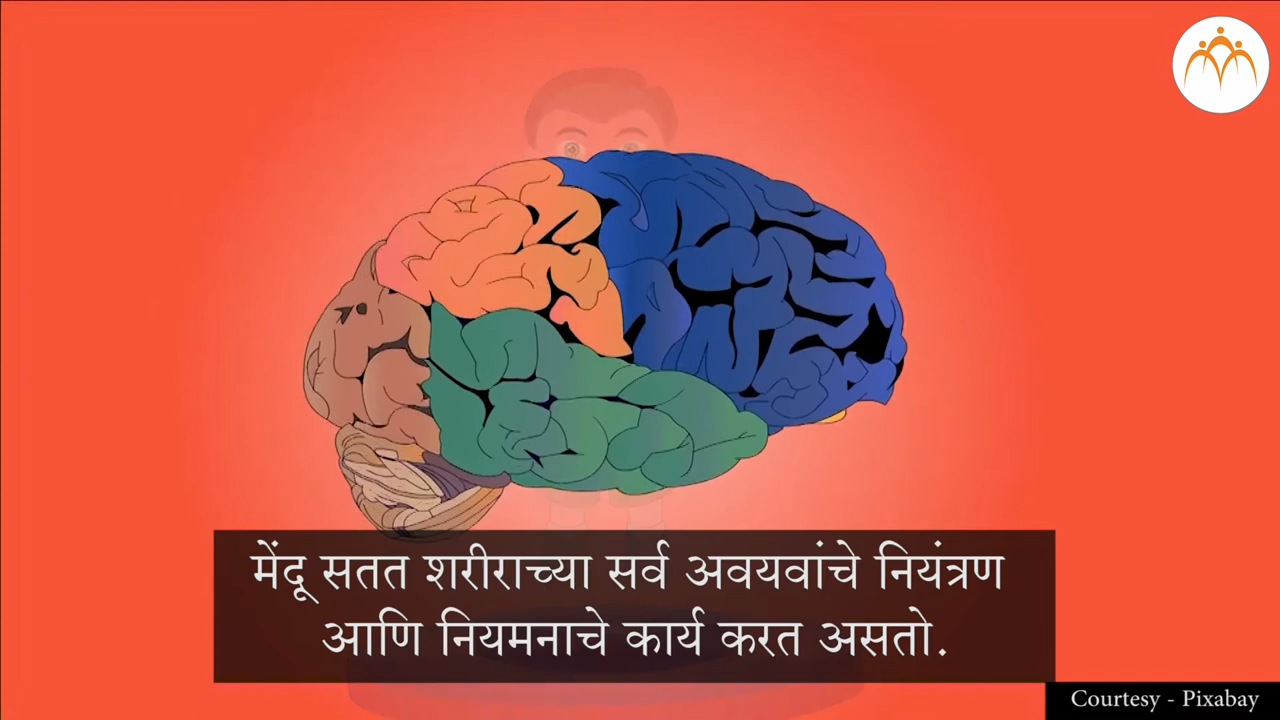 मेंदू सतत शरीराच्या सर्व अवयवांचे नियंत्रण
आणि नियमनाचे कार्य करत असतो.
Courtesy - Pixabay